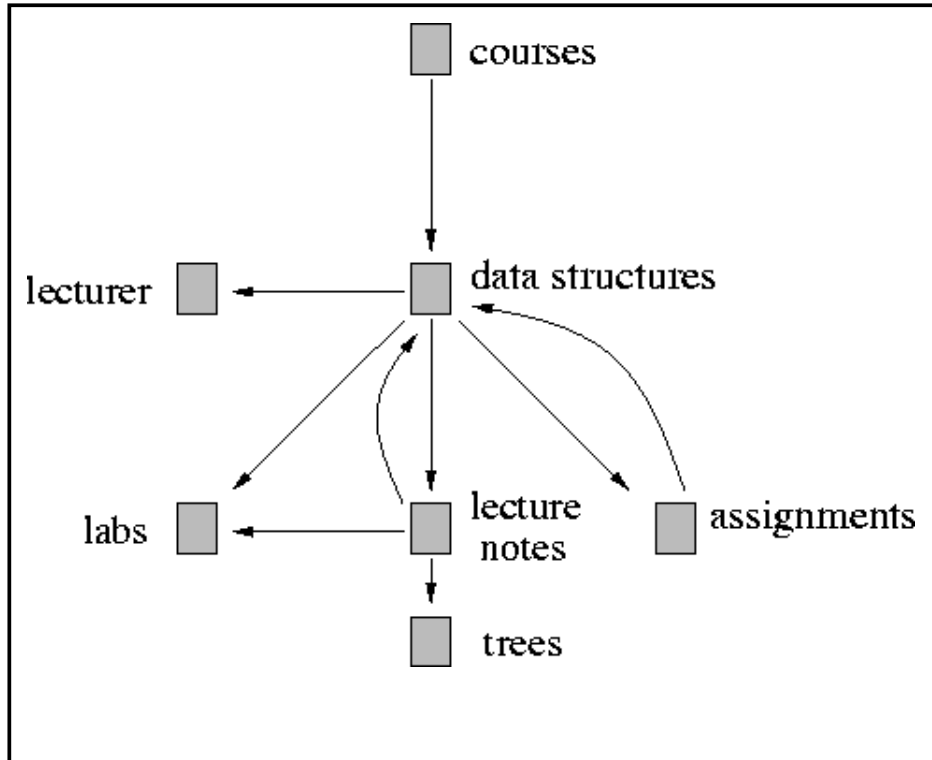 courses
lecturer
data structures
labs
lecture
notes
assignments
trees